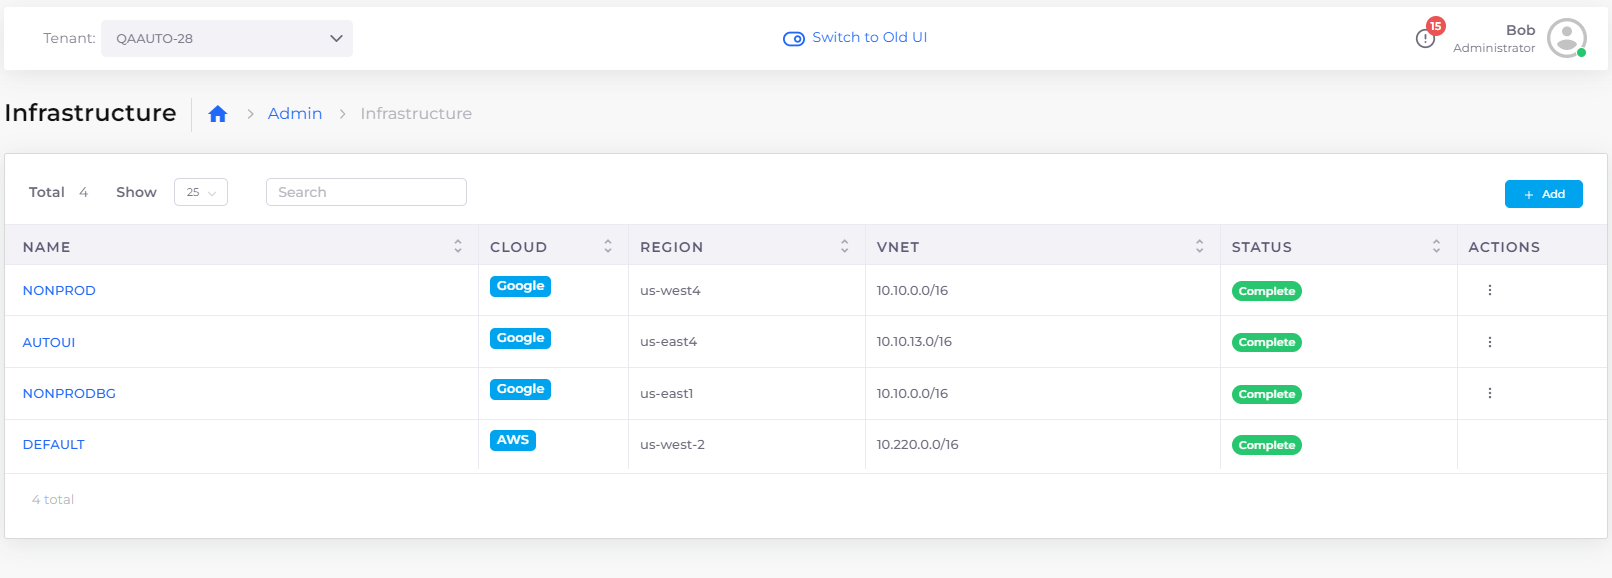 Tenant: QAAUTO-28 Switch to Old UI 15 Bob
Administrator
Infrastructure Admin Infrastructure
Total 4 Show 25 Search + Add
NAME CLOUD REGION VNET STATUS ACTIONS
NONPROD Google us-west4 10.10.0.0/16 Complete
AUTOUI Google us-east4 10.10.13.0/16 Complete
NONPRODBG Google us-east1 10.10.0.0/16 Complete
DEFAULT AWS us-west-2 10.220.0.0/16 Complete
4 total